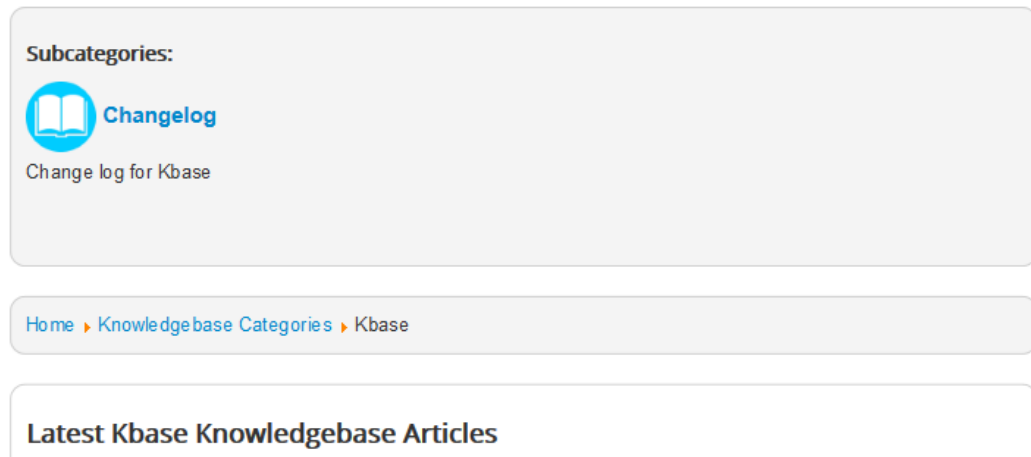 Subcategories:
Changelog
Change log for Kbase
Home Knowledgebase Categories Kbase
Latest Kbase Knowledgebase Articles